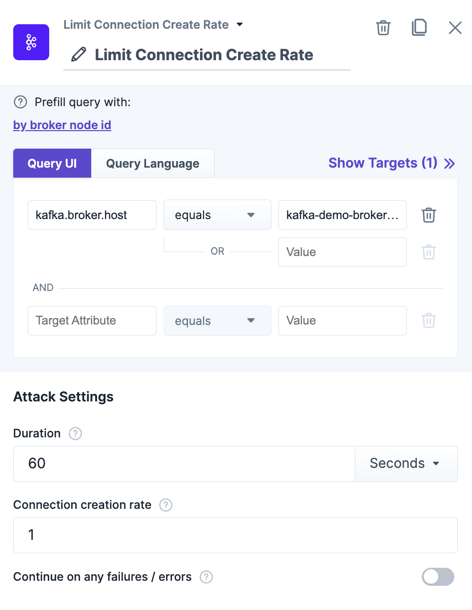 Limit Connection Create Rate
Limit Connection Create Rate
Prefill query with:
by broker node id
Query UI
Query Language
Show Targets (1)
kafka.broker.host
equals
kafka-demo-broker...
OR
Value
AND
Target Attribute
equals
Value
Attack Settings
Duration
60
Seconds
Connection creation rate
1
Continue on any failures / errors